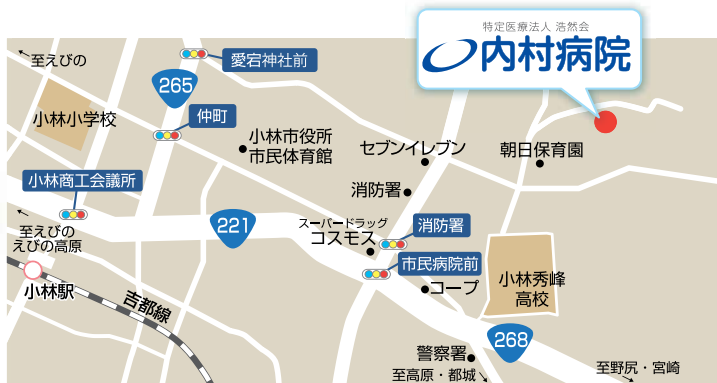 特定医療法人 浩然会
内村病院
至えびの
愛宕神社前
265
小林小学校
仲町
小林市役所
市民体育館
セブンイレブン
朝日保育園
小林商工会議所
消防署
至えびの
えびの高原
221
スーパードラッグ
コスモス
消防署
市民病院前
小林駅
吉都線
コープ
小林秀峰
高校
268
警察署
至高原・都城
至野尻・宮崎